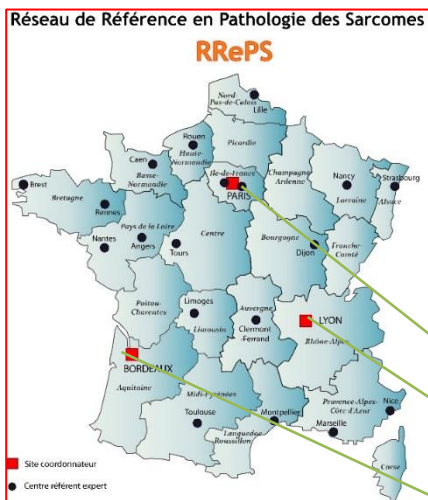 Réseau de Référence en Pathologie des Sarcomes
RRePS
Nord
Pas-de-Calais
Lille
Rouen
Haute
Normandie
Picardie
Caen
Basse
Normandie
Ile-de-France
PARIS
Champagne
Ardenne
Nancy
Lorraine
Strasbourg
Alsace
Brest
Bretagne
Rennes
Pays de la Loire
Nantes
Angers
Tours
Centre
Bourgogne
Dijon
Franche
Comté
Poitou
Charentes
Limoges
Limousin
Auvergne
Clermont
-Ferrand
LYON
Rhône-Alpes
BORDEAUX
Aquitaine
Midi-Pyrénées
Toulouse
Languedoc
Roussillon
Montpellier
Provence-Alpes-
Côte d'Azur
Nice
Marseille
Corse
Site coordonnateur
Centre référent expert